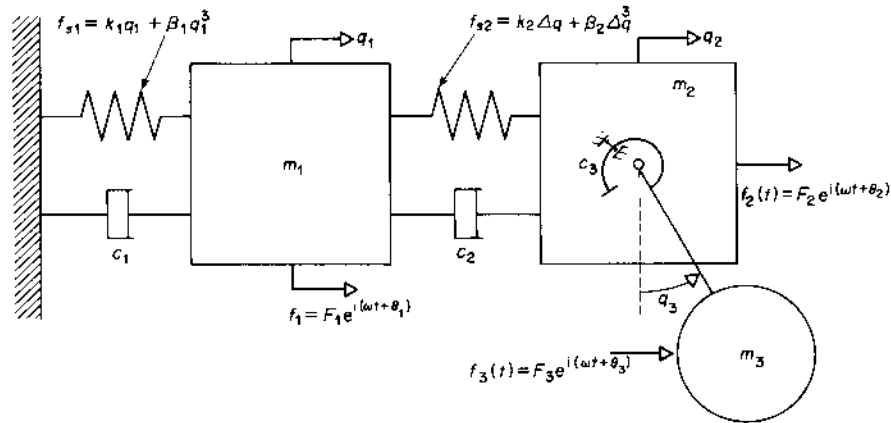 f_{s1} = k_1 q_1 + β_1 q_1^3
q_1
f_{s2} = k_2 Δq + β_2 Δq^3
q_2
m_2
m_1
c_3
f_2(t) = F_2 e^{i(ωt+θ_2)}
c_1
c_2
f_1 = F_1 e^{i(ωt+θ_1)}
q_3
f_3(t) = F_3 e^{i(ωt+θ_3)}
m_3